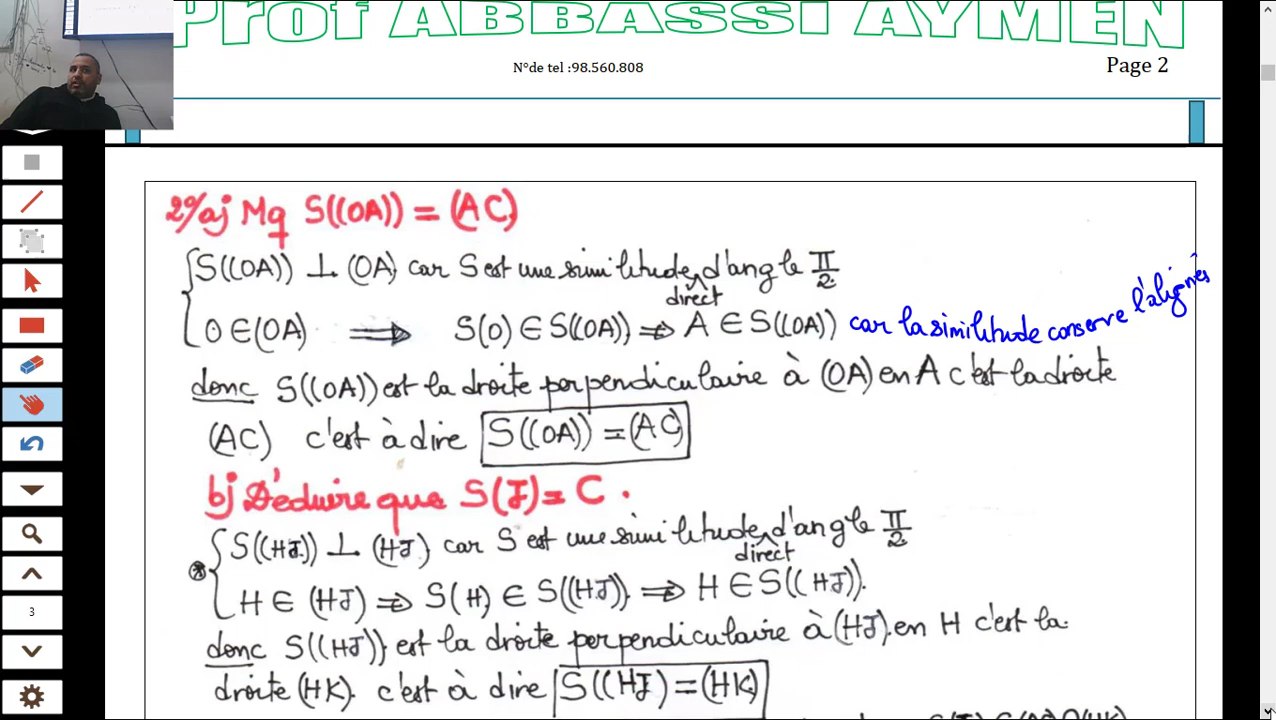 Prof ABBASSI AYMEN
N°de tel :98.560.808
Page 2
2°/a) Mq S((OA)) = (AC)
S((OA)) ⊥ (OA) car S est une similitude direct d'angle π/2
O ∈ (OA) ⟹ S(O) ∈ S((OA)) ⟹ A ∈ S((OA)) car la similitude conserve l'alignés
donc S((OA)) est la droite perpendiculaire à (OA) en A c'est la droite
(AC) c'est à dire S((OA)) = (AC)
b) Déduire que S(J) = C .
* S((HJ)) ⊥ (HJ) car S est une similitude direct d'angle π/2
H ∈ (HJ) ⟹ S(H) ∈ S((HJ)) ⟹ H ∈ S((HJ)).
donc S((HJ)) est la droite perpendiculaire à (HJ) en H c'est la
droite (HK). c'est à dire S((HJ) = (HK)
3